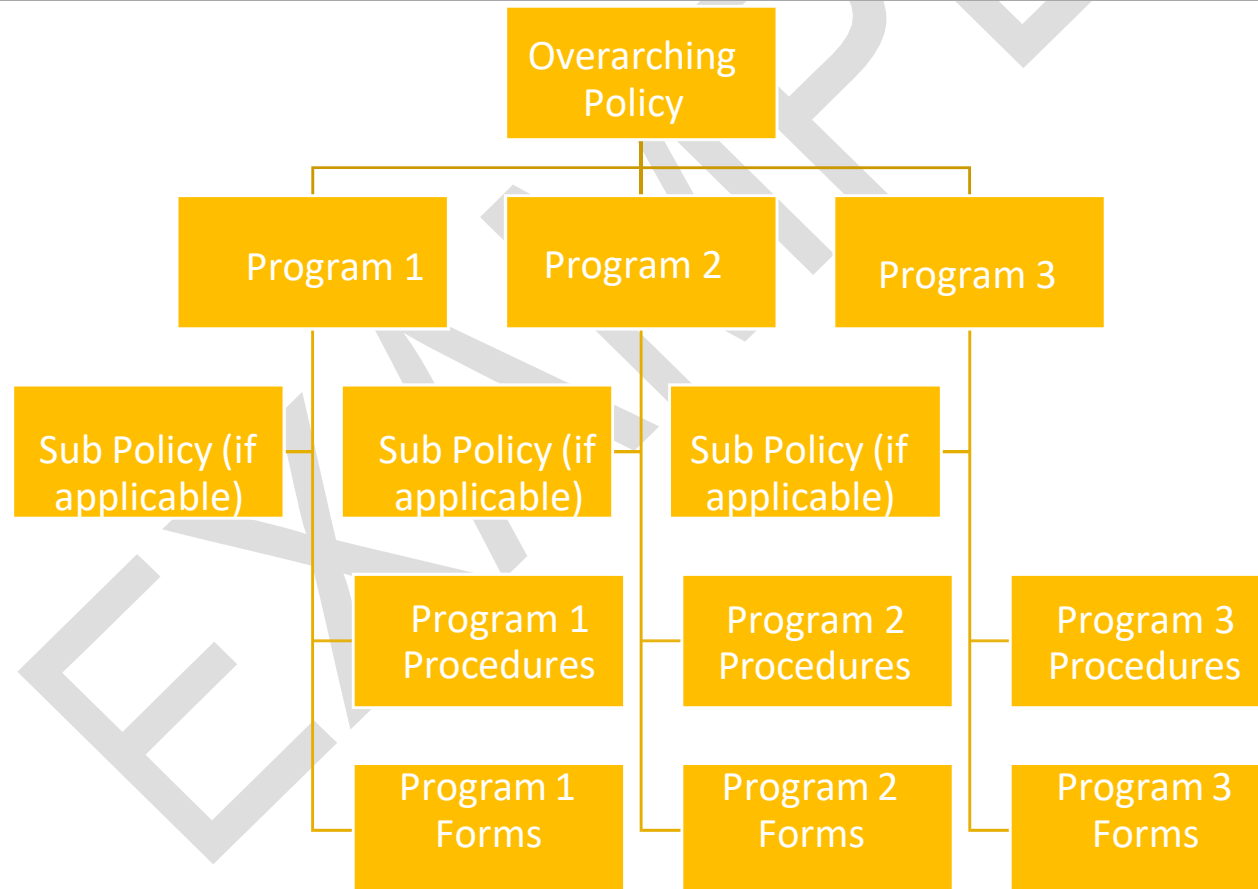 Overarching
Policy
Program 1
Program 2
Program 3
Sub Policy (if
applicable)
Sub Policy (if
applicable)
Sub Policy (if
applicable)
Program 1
Procedures
Program 2
Procedures
Program 3
Procedures
Program 1
Forms
Program 2
Forms
Program 3
Forms
EXAMPL